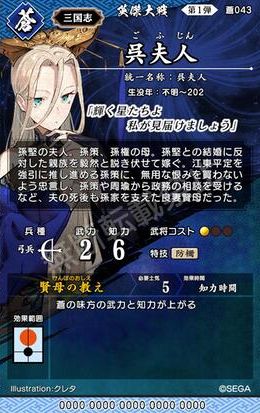 蒼
三国志
英傑大戦
第1弾
蒼043
ごふじん
呉夫人
統一名称：呉夫人
生没年：不明～202
「輝く星たちよ
私が見届けましょう」
孫堅の夫人。孫策、孫権の母。孫堅との結婚に反
対した親族を毅然と説き伏せて嫁ぐ。江東平定を
強引に推し進める孫策に、無用な恨みを買わない
よう忠言し、孫策や周瑜から政務の相談を受ける
など、夫の死後も孫家を支えた良妻賢母だった。
兵種 武力 知力 武将コスト
弓兵 2 6 特技 防柵
けんぼのおしえ 必要士気 効果時間
賢母の教え 5 知力時間
蒼の味方の武力と知力が上がる
効果範囲
Illustration:クレタ
©SEGA
0000-0000-0000-0000-0000